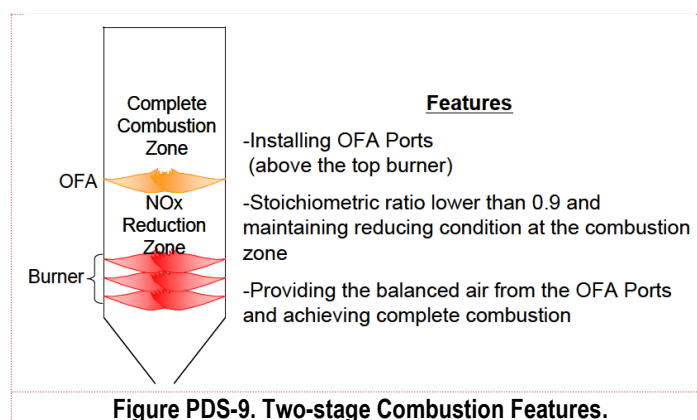 Complete
Combustion
Zone
OFA
NOx
Reduction
Zone
Burner
Features
-Installing OFA Ports
(above the top burner)
-Stoichiometric ratio lower than 0.9 and
maintaining reducing condition at the combustion
zone
-Providing the balanced air from the OFA Ports
and achieving complete combustion
Figure PDS-9. Two-stage Combustion Features.